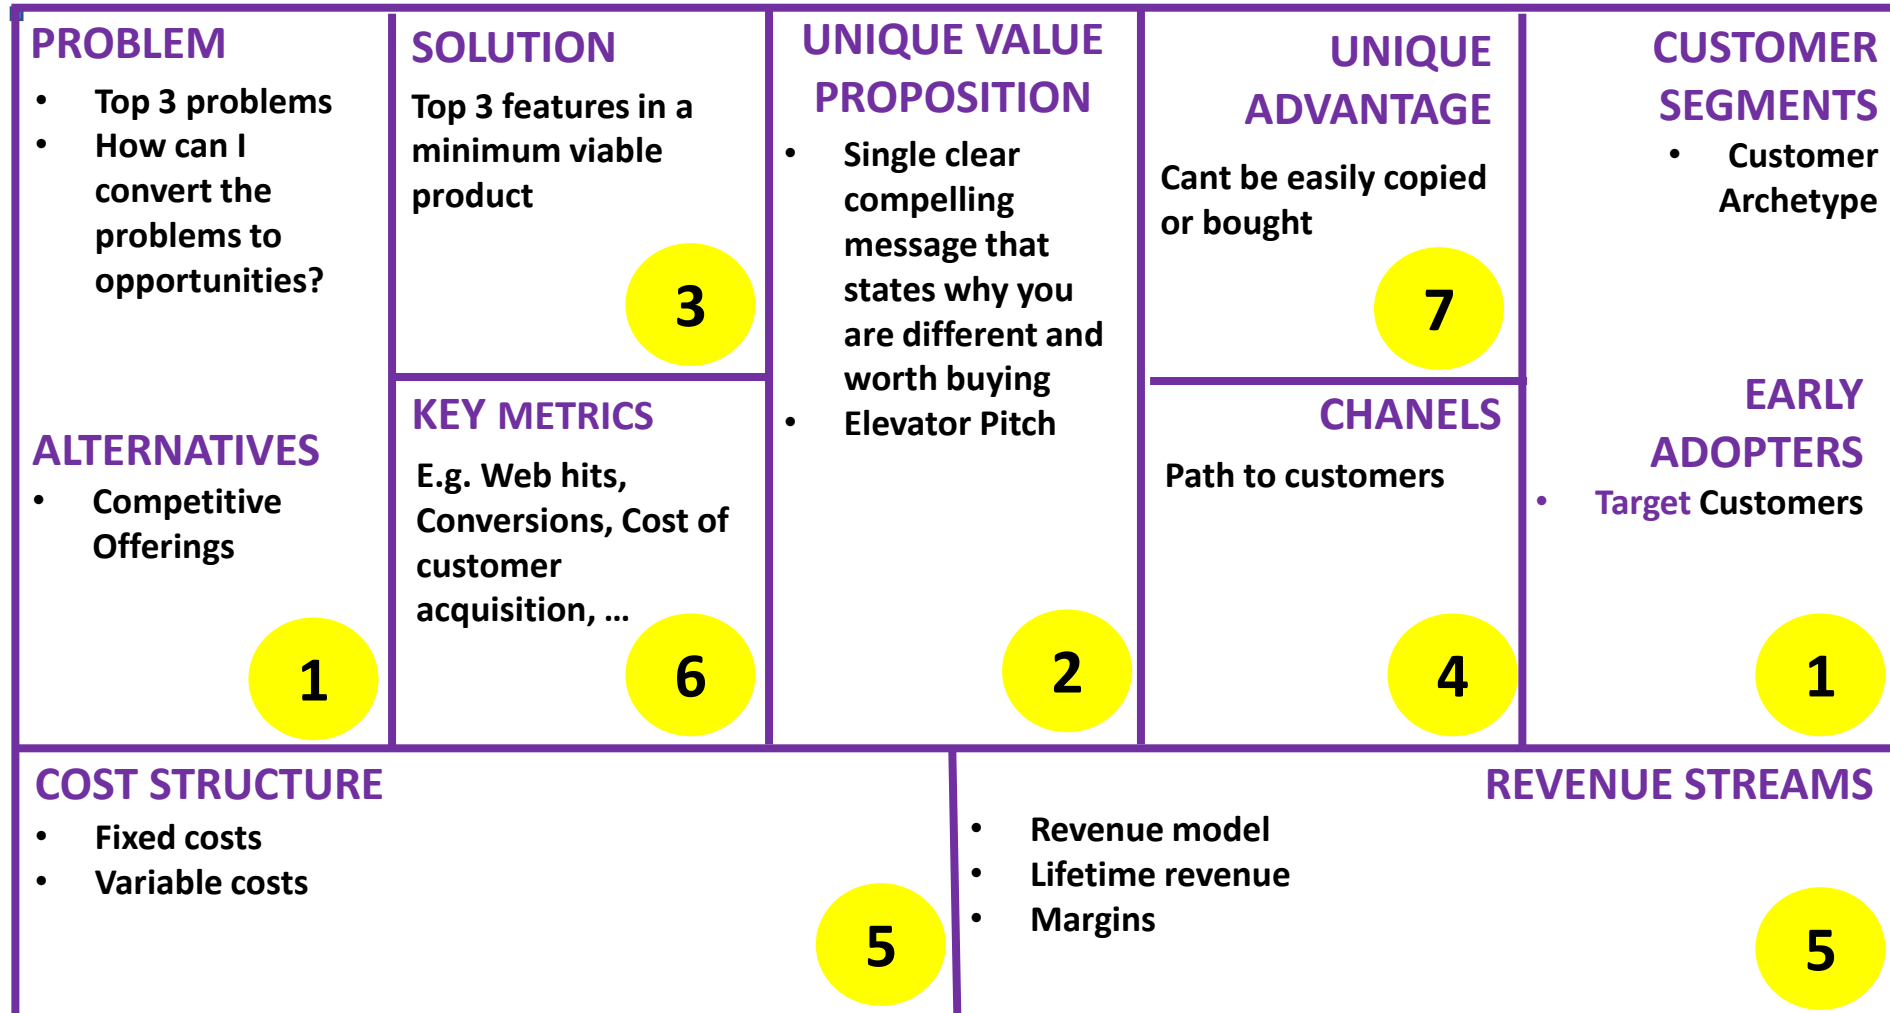 PROBLEM
• Top 3 problems
• How can I
convert the
problems to
opportunities?
ALTERNATIVES
• Competitive
Offerings
1
SOLUTION
Top 3 features in a
minimum viable
product
3
KEY METRICS
E.g. Web hits,
Conversions, Cost of
customer
acquisition, ...
6
UNIQUE VALUE
PROPOSITION
• Single clear
compelling
message that
states why you
are different and
worth buying
• Elevator Pitch
2
UNIQUE
ADVANTAGE
Cant be easily copied
or bought
7
CHANELS
Path to customers
4
CUSTOMER
SEGMENTS
• Customer
Archetype
EARLY
ADOPTERS
• Target Customers
1
COST STRUCTURE
• Fixed costs
• Variable costs
5
REVENUE STREAMS
• Revenue model
• Lifetime revenue
• Margins
5